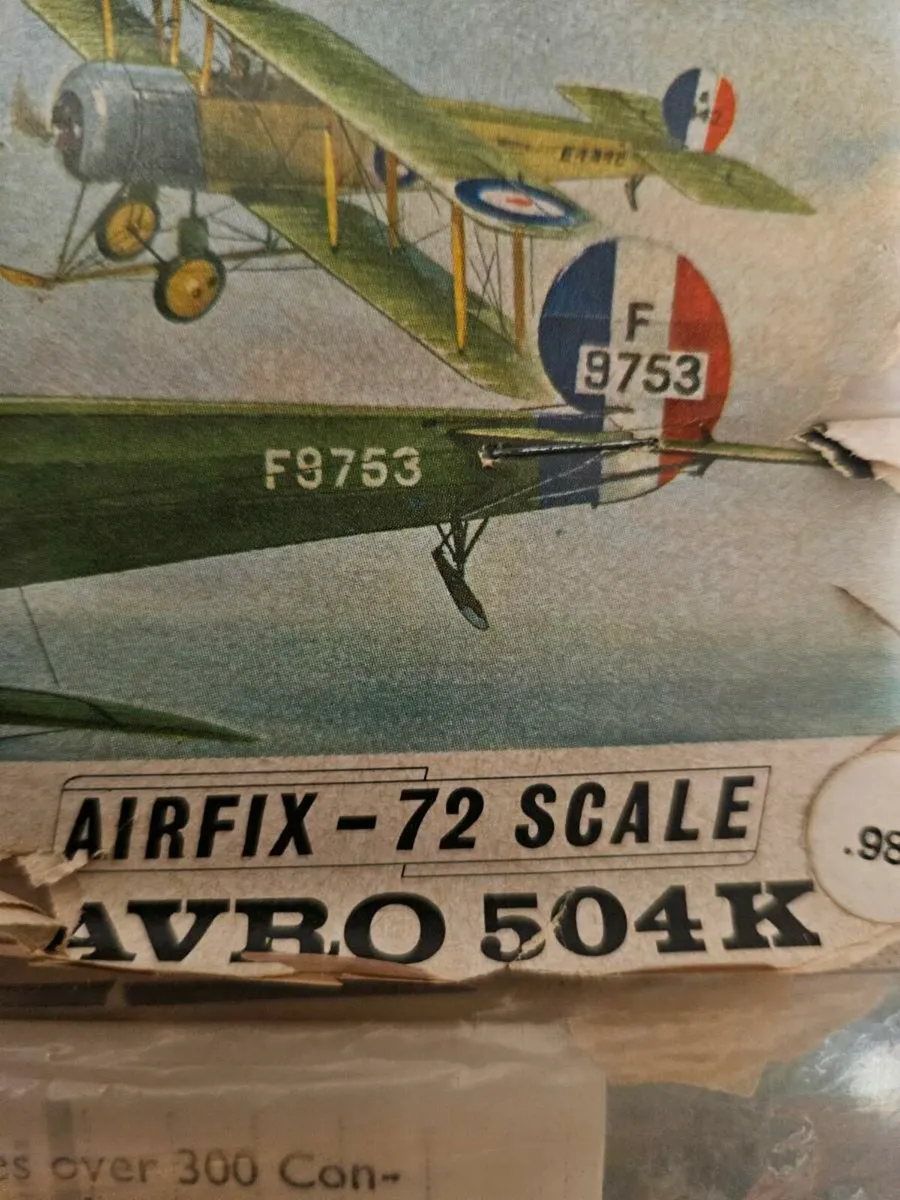 F
9753
F9753
AIRFIX - 72 SCALE
.98
AVRO 504K
es over 300 Con-